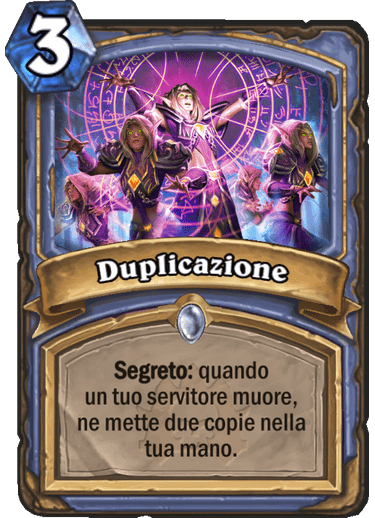 3
Duplicazione
Segreto: quando
un tuo servitore muore,
ne mette due copie nella
tua mano.